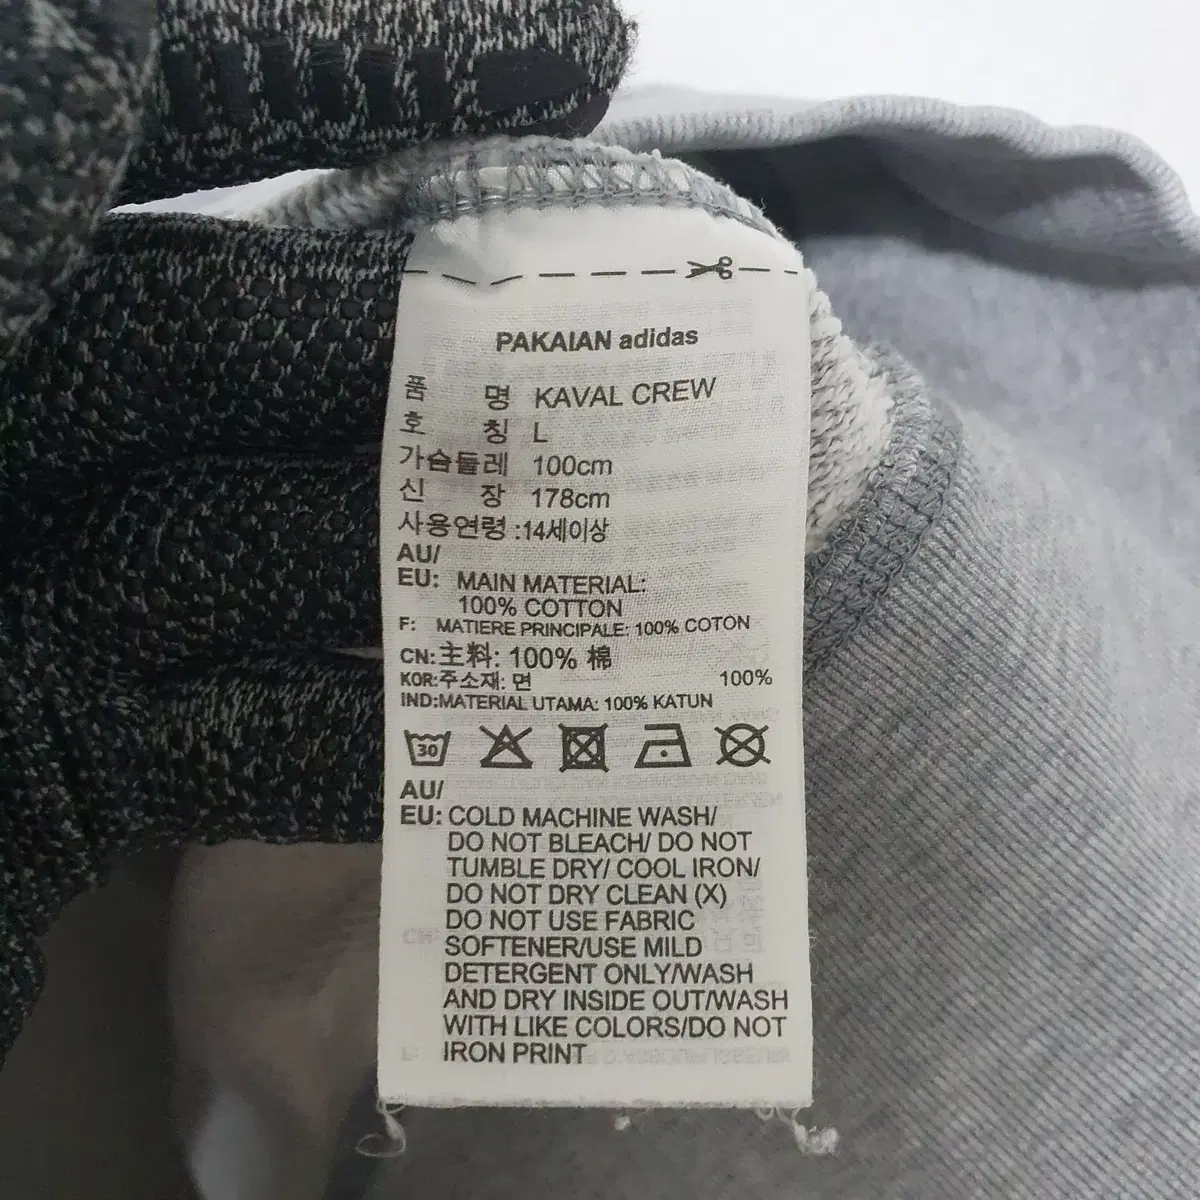 PAKAIAN adidas
품 명 KAVAL CREW
호 칭 L
가슴둘레 100cm
신 장 178cm
사용연령 :14세이상
AU/
EU: MAIN MATERIAL:
100% COTTON
F: MATIERE PRINCIPALE: 100% COTON
CN:主料: 100% 棉
KOR:주소재: 면 100%
IND:MATERIAL UTAMA: 100% KATUN
30
AU/
EU: COLD MACHINE WASH/
DO NOT BLEACH/ DO NOT
TUMBLE DRY/ COOL IRON/
DO NOT DRY CLEAN (X)
DO NOT USE FABRIC
SOFTENER/USE MILD
DETERGENT ONLY/WASH
AND DRY INSIDE OUT/WASH
WITH LIKE COLORS/DO NOT
IRON PRINT